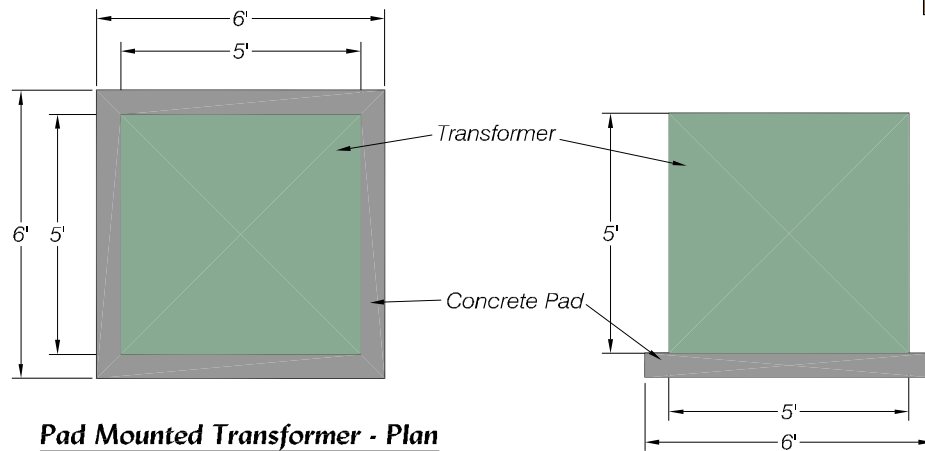 6'
5'
Transformer
6'
5'
5'
Concrete Pad
5'
6'
Pad Mounted Transformer - Plan